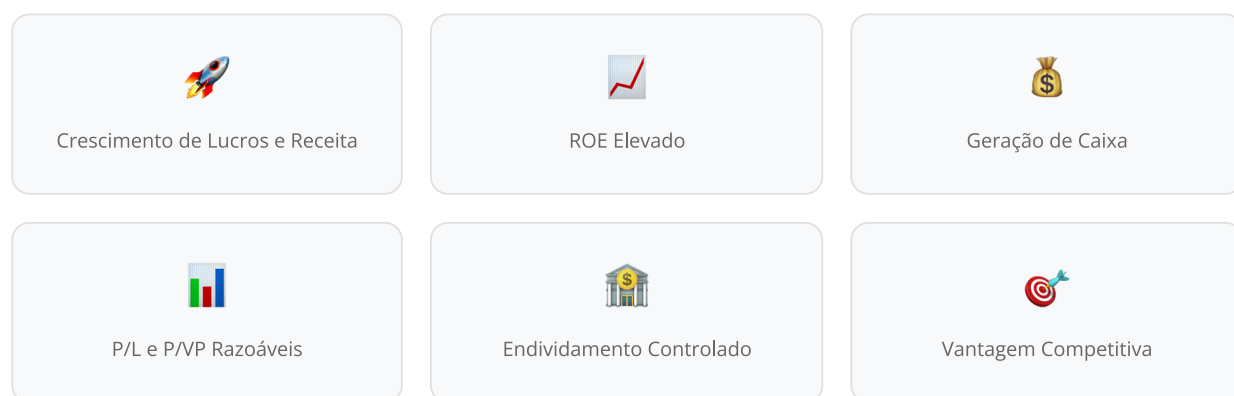 Crescimento de Lucros e Receita
ROE Elevado
Geração de Caixa
P/L e P/VP Razoáveis
Endividamento Controlado
Vantagem Competitiva